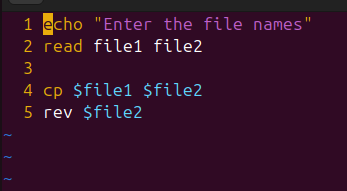 1 echo "Enter the file names"
2 read file1 file2
3
4 cp $file1 $file2
5 rev $file2
~
~
~